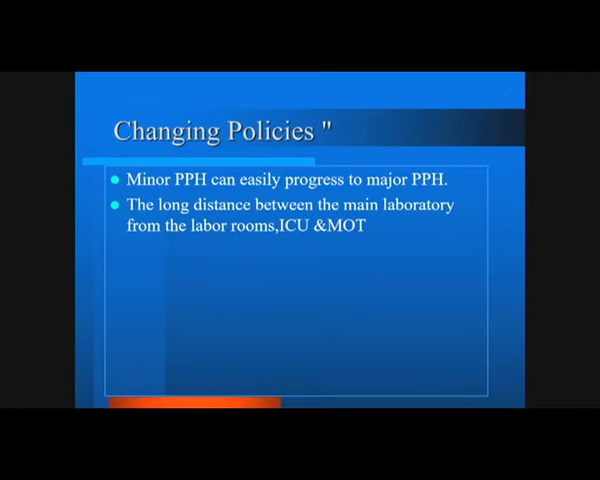 Changing Policies "
Minor PPH can easily progress to major PPH.
The long distance between the main laboratory
from the labor rooms,ICU &MOT